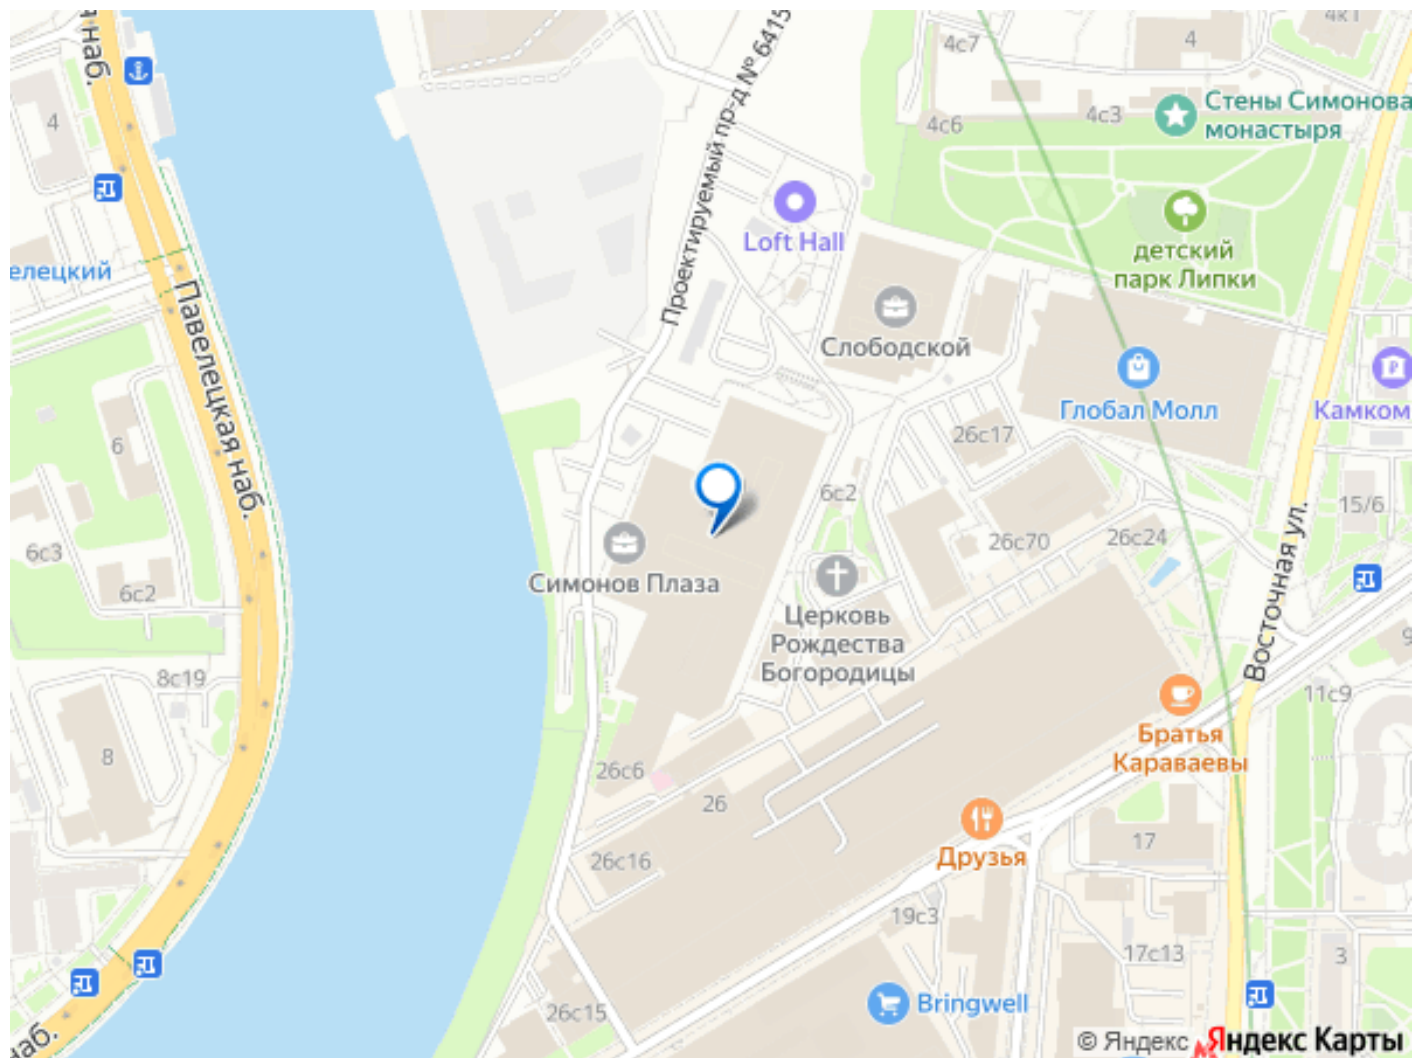 а наб.
4
Павелецкая наб.
елецкий
6
6с3
6с2
8с19
8
наб.
Проектируемый пр-д № 6415
Loft Hall
4с7
4
4к1
4с6
4с3
Стены Симонова
монастыря
детский
парк Липки
Слободской
Глобал Молл
Камком
26с17
6с2
15/6
26с70
26с24
Симонов Плаза
Церковь
Рождества
Богородицы
Восточная ул.
9
11с9
Братья
Караваевы
26с6
26
26с16
Друзья
17
19с3
17с13
3
26с15
Bringwell
© Яндекс
Яндекс Карты